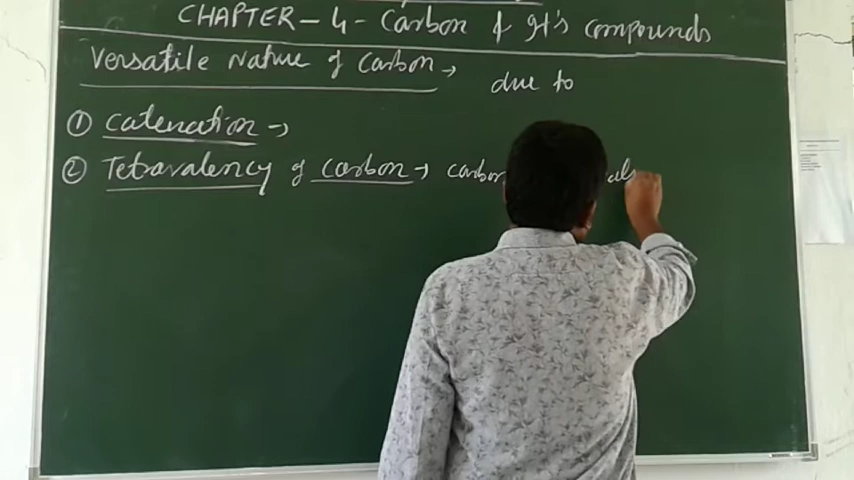 CHAPTER - 4 - Carbon & It's compounds
Versatile Nature of Carbon → due to
① Catenation →
② Tetravalency of Carbon → carbon